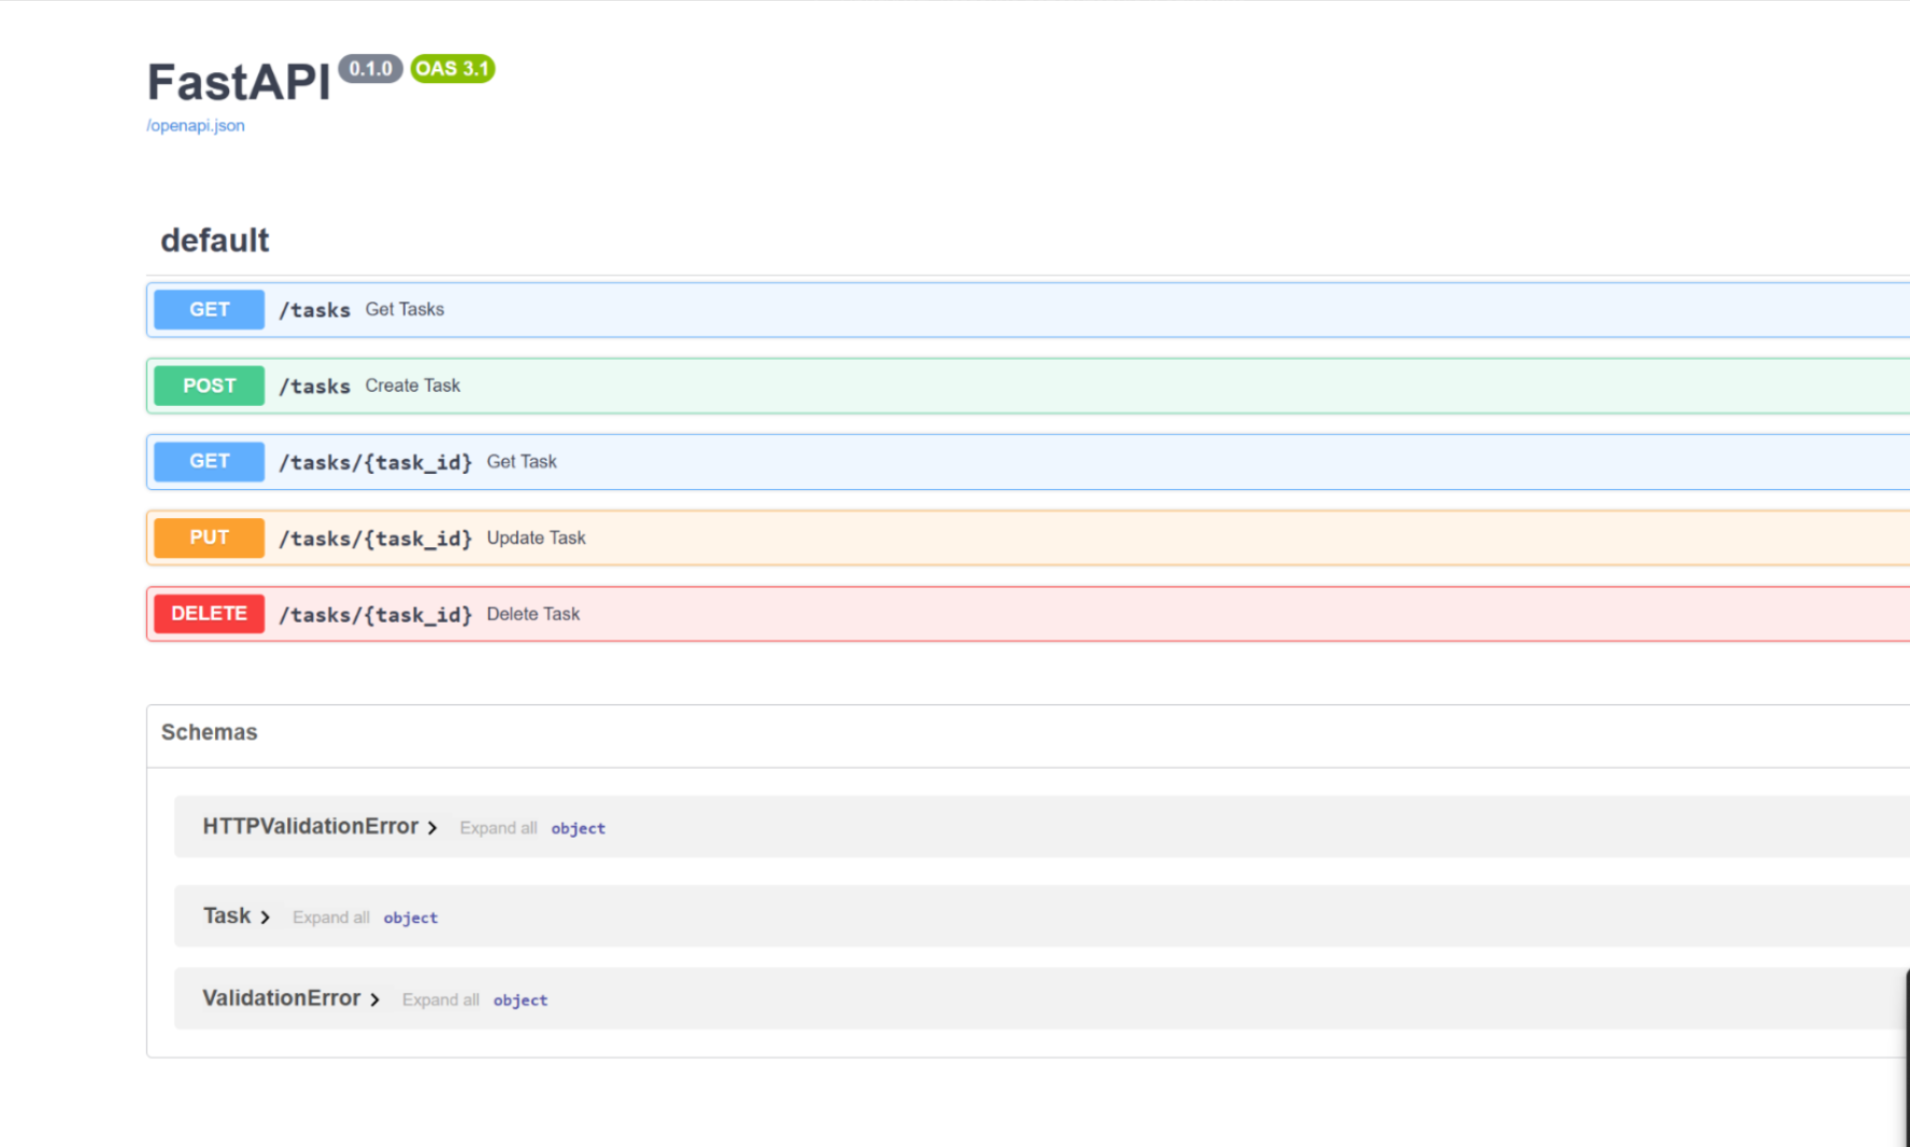 FastAPI 0.1.0 OAS 3.1
/openapi.json
default
GET /tasks Get Tasks
POST /tasks Create Task
GET /tasks/{task_id} Get Task
PUT /tasks/{task_id} Update Task
DELETE /tasks/{task_id} Delete Task
Schemas
HTTPValidationError Expand all object
Task Expand all object
ValidationError Expand all object